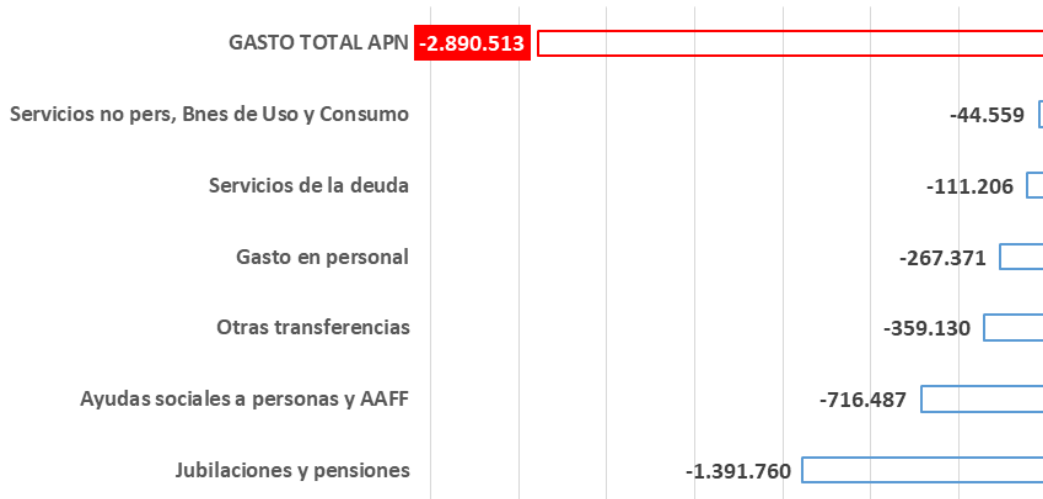 GASTO TOTAL APN -2.890.513
Servicios no pers, Bnes de Uso y Consumo -44.559
Servicios de la deuda -111.206
Gasto en personal -267.371
Otras transferencias -359.130
Ayudas sociales a personas y AAFF -716.487
Jubilaciones y pensiones -1.391.760